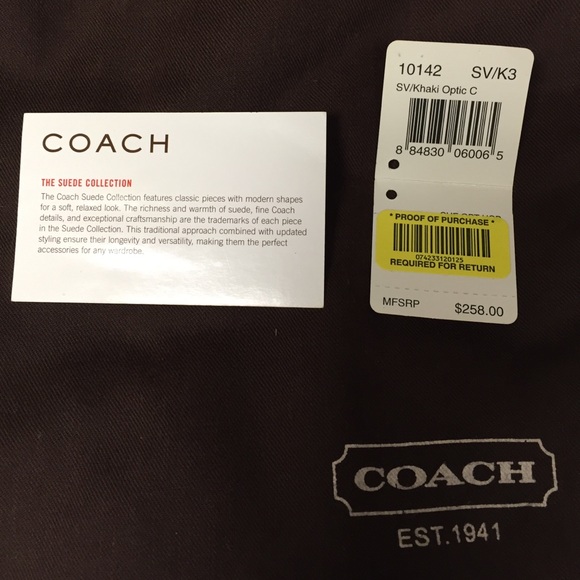 COACH
THE SUEDE COLLECTION
The Coach Suede Collection features classic pieces with modern shapes
for a soft, relaxed look. The richness and warmth of suede, fine Coach
details, and exceptional craftsmanship are the trademarks of each piece
in the Suede Collection. This traditional approach combined with updated
styling ensure their longevity and versatility, making them the perfect
accessories for any wardrobe.
10142 SV/K3
SV/Khaki Optic C
8 84830 06006 5
* PROOF OF PURCHASE *
074233120125
REQUIRED FOR RETURN
MFSRP $258.00
COACH
EST.1941